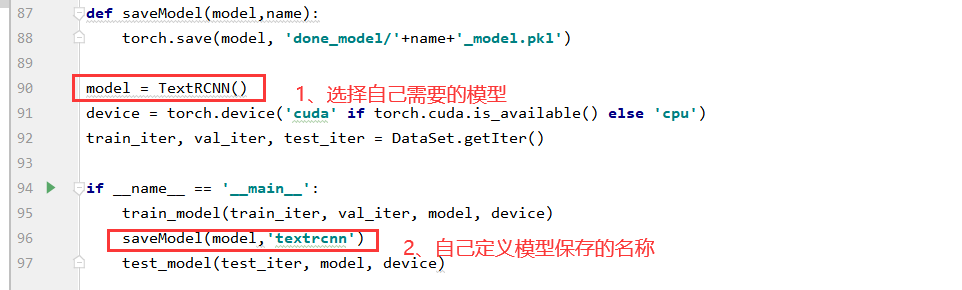 87 def saveModel(model,name):
88 torch.save(model, 'done_model/'+name+'_model.pkl')
89
90 model = TextRCNN() 1、选择自己需要的模型
91 device = torch.device('cuda' if torch.cuda.is_available() else 'cpu')
92 train_iter, val_iter, test_iter = DataSet.getIter()
93
94 if __name__ == '__main__':
95 train_model(train_iter, val_iter, model, device)
96 saveModel(model,'textrcnn') 2、自己定义模型保存的名称
97 test_model(test_iter, model, device)